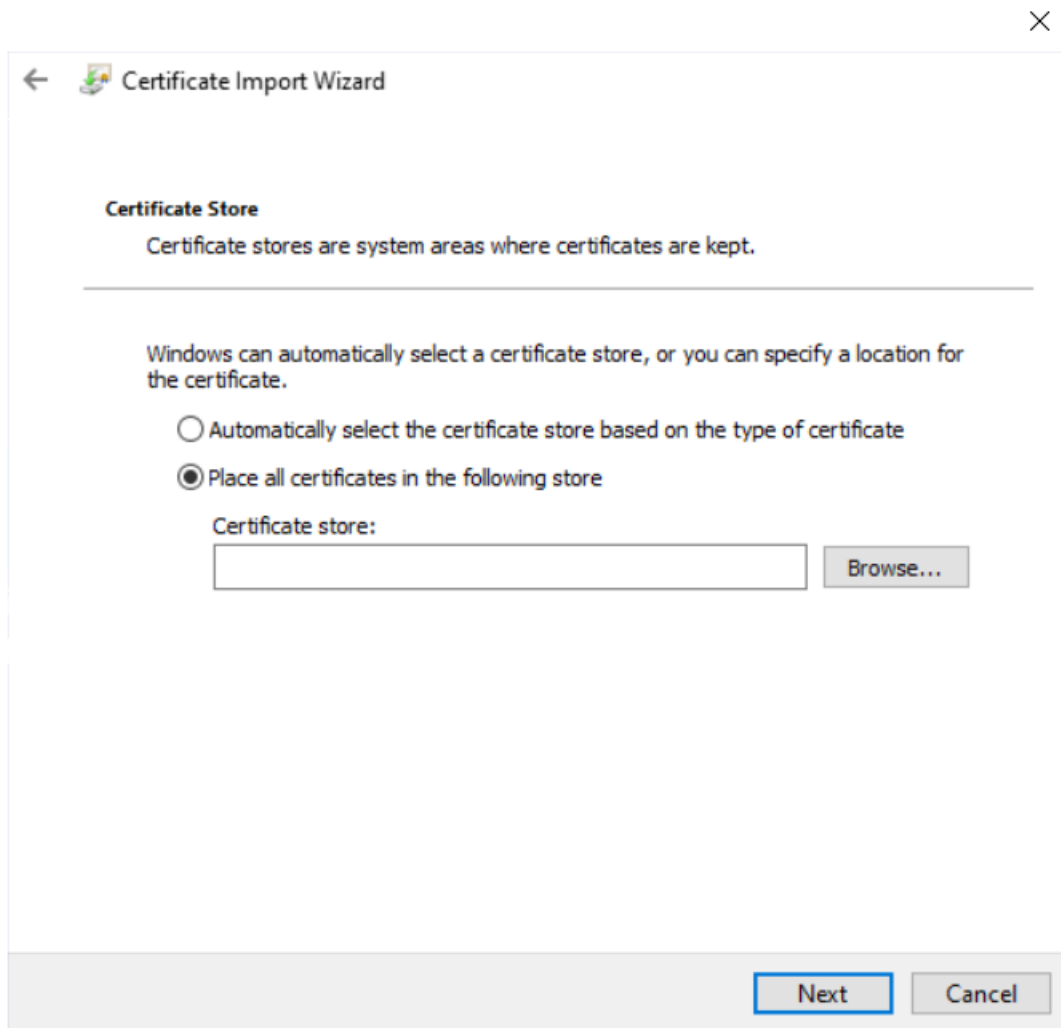 Certificate Import Wizard
Certificate Store
Certificate stores are system areas where certificates are kept.
Windows can automatically select a certificate store, or you can specify a location for
the certificate.
Automatically select the certificate store based on the type of certificate
Place all certificates in the following store
Certificate store:
Browse...
Next
Cancel